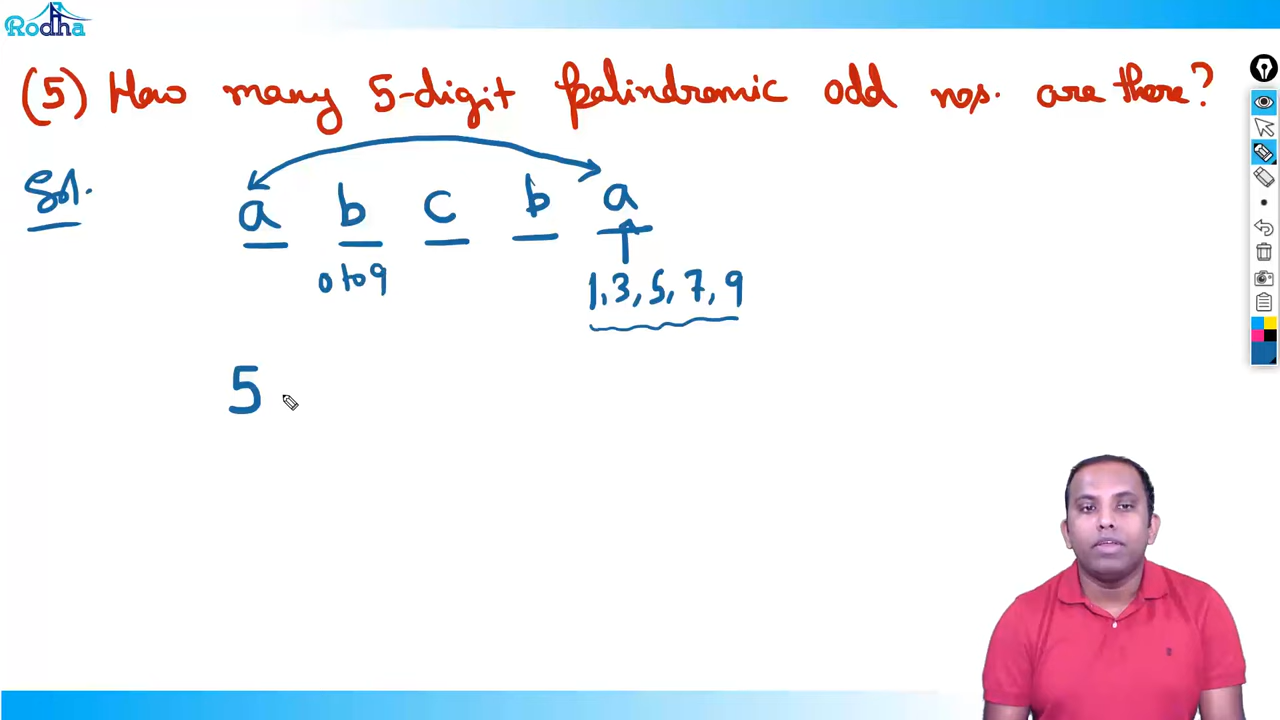 Rodha
(5) How many 5-digit palindromic odd nos. are there?
Sol.
a b c b a
0 to 9
1, 3, 5, 7, 9
5